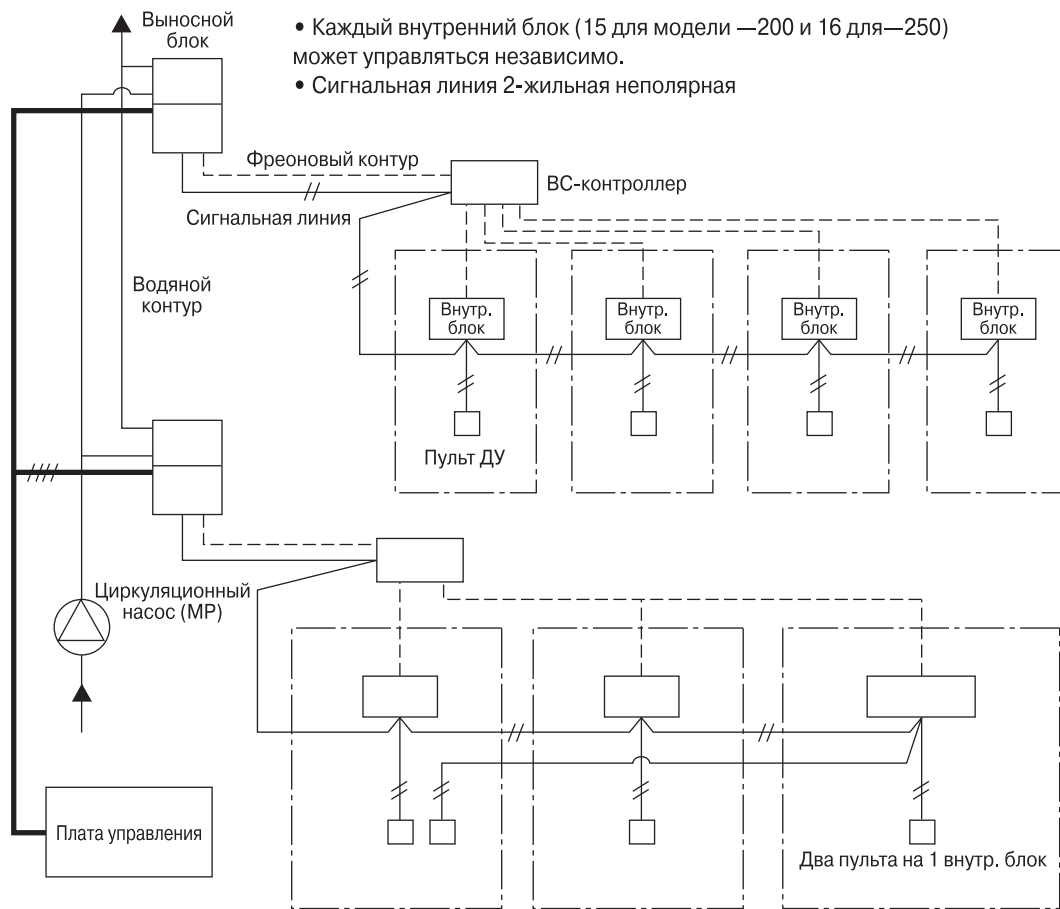 Выносной
блок
• Каждый внутренний блок (15 для модели —200 и 16 для—250)
может управляться независимо.
• Сигнальная линия 2-жильная неполярная
Фреоновый контур
ВС-контроллер
Сигнальная линия
Водяной
контур
Внутр.
блок
Внутр.
блок
Внутр.
блок
Внутр.
блок
Пульт ДУ
Циркуляционный
насос (МР)
Плата управления
Два пульта на 1 внутр. блок